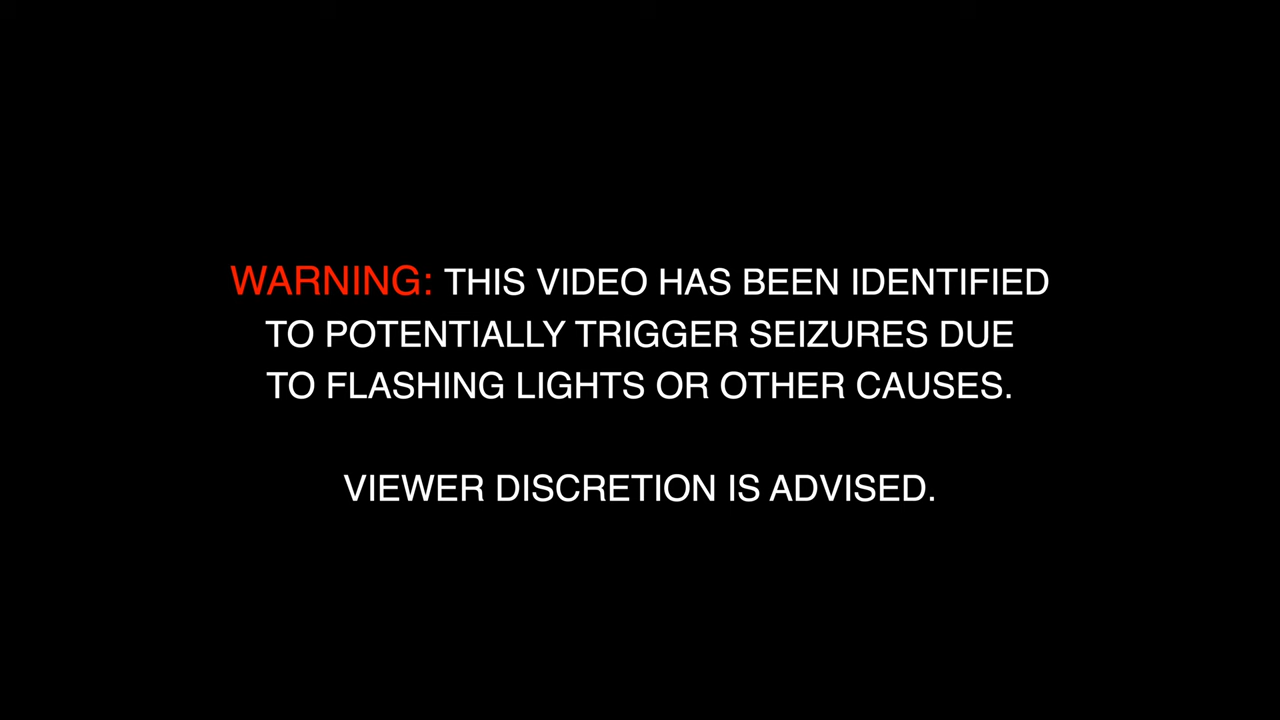 WARNING: THIS VIDEO HAS BEEN IDENTIFIED
TO POTENTIALLY TRIGGER SEIZURES DUE
TO FLASHING LIGHTS OR OTHER CAUSES.
VIEWER DISCRETION IS ADVISED.